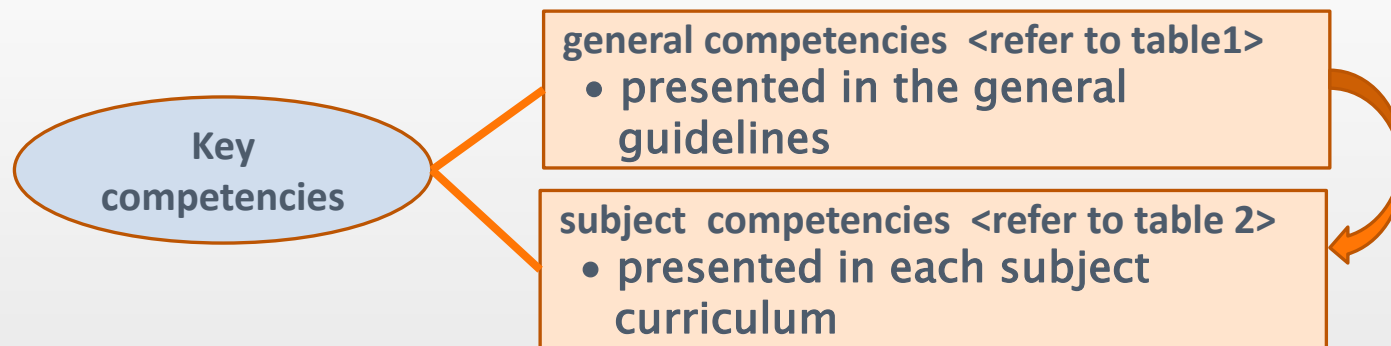 Key
competencies
general competencies <refer to table1>
• presented in the general
guidelines
subject competencies <refer to table 2>
• presented in each subject
curriculum